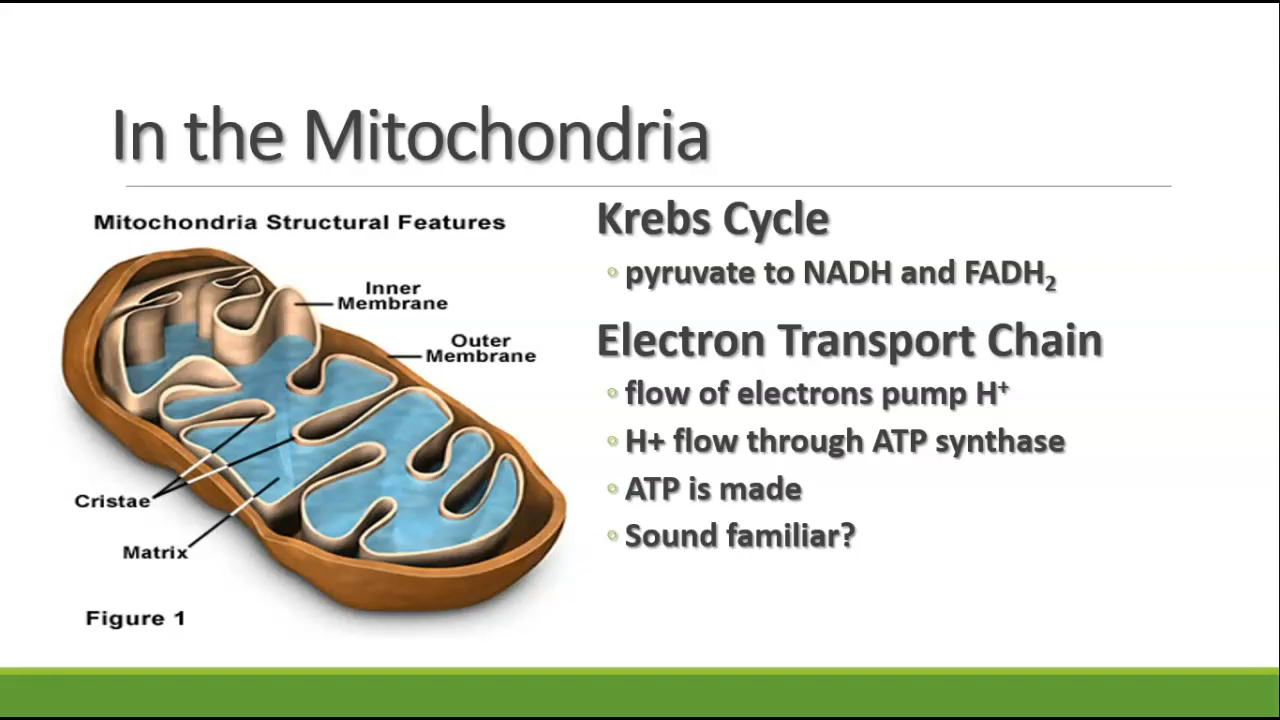 In the Mitochondria
Mitochondria Structural Features
Inner
Membrane
Outer
Membrane
Cristae
Matrix
Figure 1
Krebs Cycle
◦ pyruvate to NADH and FADH₂
Electron Transport Chain
◦ flow of electrons pump H⁺
◦ H+ flow through ATP synthase
◦ ATP is made
◦ Sound familiar?